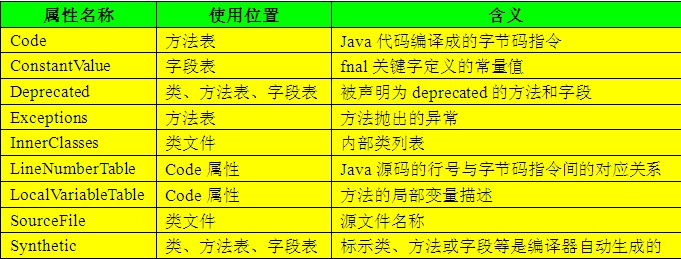 属性名称 使用位置 含义
Code 方法表 Java 代码编译成的字节码指令
ConstantValue 字段表 fnal 关键字定义的常量值
Deprecated 类、方法表、字段表 被声明为 deprecated 的方法和字段
Exceptions 方法表 方法抛出的异常
InnerClasses 类文件 内部类列表
LineNumberTable Code 属性 Java 源码的行号与字节码指令间的对应关系
LocalVariableTable Code 属性 方法的局部变量描述
SourceFile 类文件 源文件名称
Synthetic 类、方法表、字段表 标示类、方法或字段等是编译器自动生成的